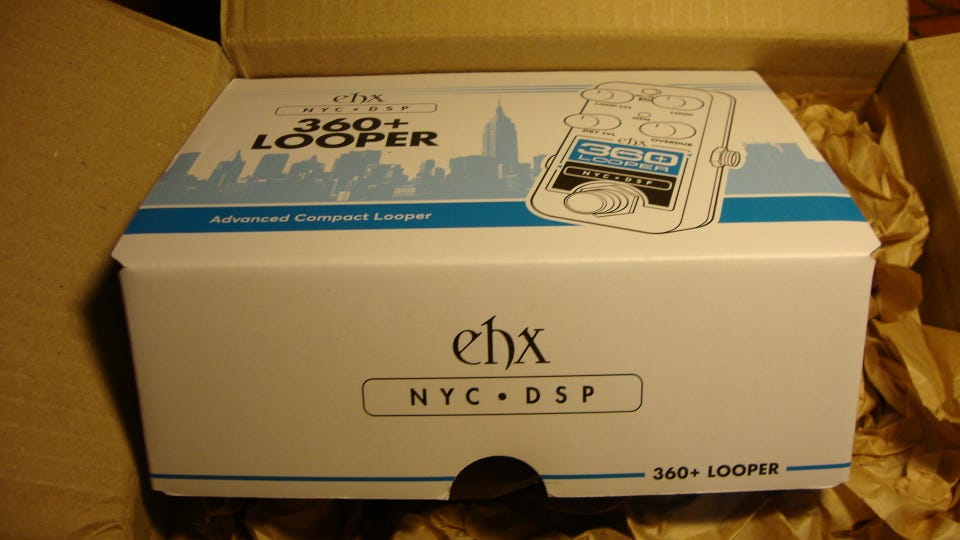 ehx
NYC•DSP
360+
LOOPER
Advanced Compact Looper
LOOP LVL
LOOP
DRY LVL
OVERDUB
ehx
360
LOOPER
NYC•DSP
ehx
NYC • DSP
360+ LOOPER